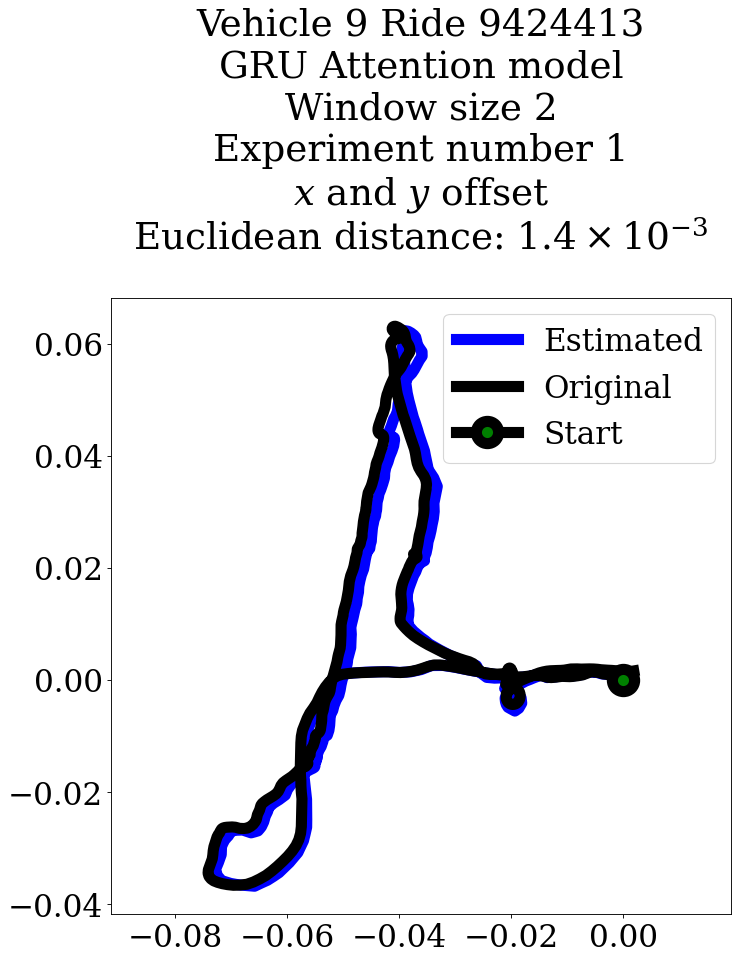 Vehicle 9 Ride 9424413
GRU Attention model
Window size 2
Experiment number 1
x and y offset
Euclidean distance: 1.4 × 10⁻³
Estimated
Original
Start
0.06
0.04
0.02
0.00
−0.02
−0.04
−0.08
−0.06
−0.04
−0.02
0.00